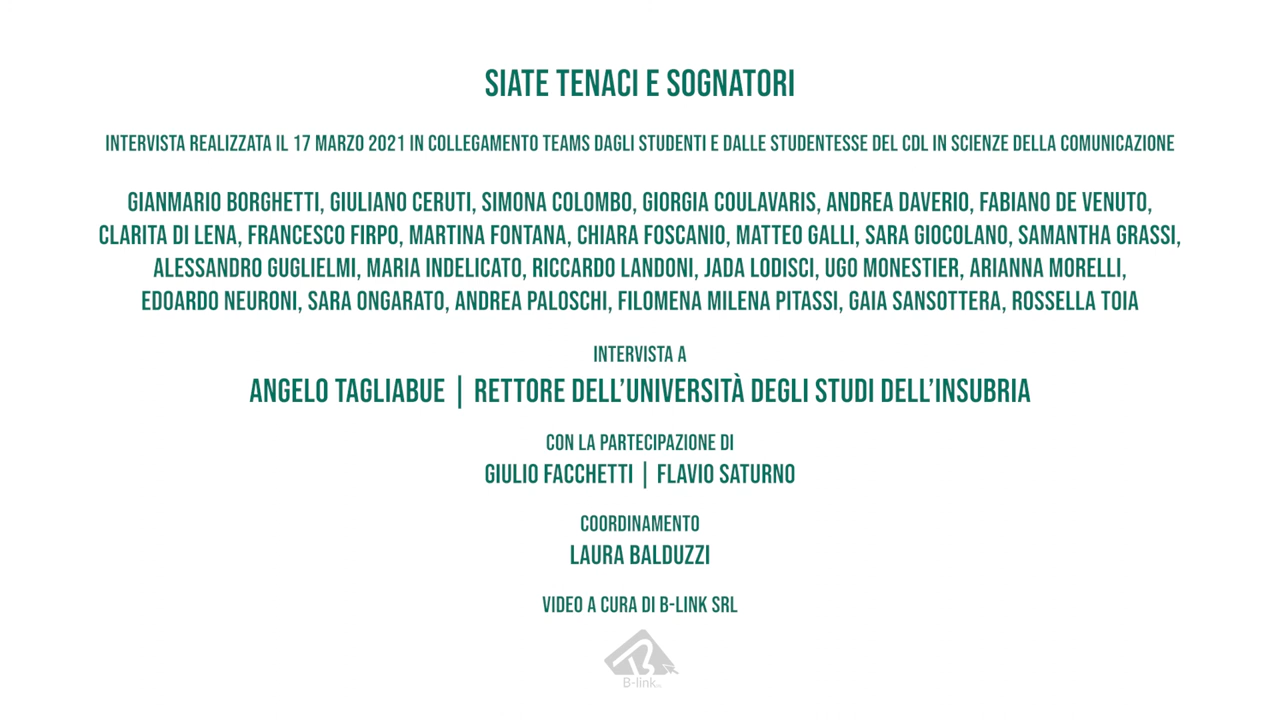 SIATE TENACI E SOGNATORI
INTERVISTA REALIZZATA IL 17 MARZO 2021 IN COLLEGAMENTO TEAMS DAGLI STUDENTI E DALLE STUDENTESSE DEL CDL IN SCIENZE DELLA COMUNICAZIONE
GIANMARIO BORGHETTI, GIULIANO CERUTI, SIMONA COLOMBO, GIORGIA COULAVARIS, ANDREA DAVERIO, FABIANO DE VENUTO,
CLARITA DI LENA, FRANCESCO FIRPO, MARTINA FONTANA, CHIARA FOSCANIO, MATTEO GALLI, SARA GIOCOLANO, SAMANTHA GRASSI,
ALESSANDRO GUGLIELMI, MARIA INDELICATO, RICCARDO LANDONI, JADA LODISCI, UGO MONESTIER, ARIANNA MORELLI,
EDOARDO NEURONI, SARA ONGARATO, ANDREA PALOSCHI, FILOMENA MILENA PITASSI, GAIA SANSOTTERA, ROSSELLA TOIA
INTERVISTA A
ANGELO TAGLIABUE | RETTORE DELL'UNIVERSITÀ DEGLI STUDI DELL'INSUBRIA
CON LA PARTECIPAZIONE DI
GIULIO FACCHETTI | FLAVIO SATURNO
COORDINAMENTO
LAURA BALDUZZI
VIDEO A CURA DI B-LINK SRL
B-link